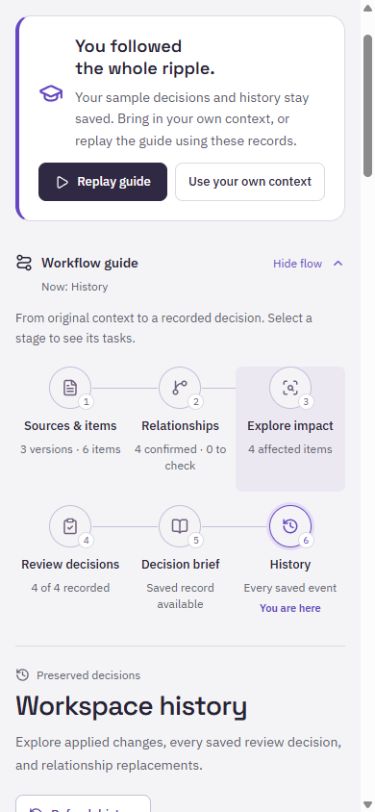 You followed
the whole ripple.
Your sample decisions and history stay
saved. Bring in your own context, or
replay the guide using these records.
Replay guide
Use your own context
Workflow guide
Hide flow
Now: History
From original context to a recorded decision. Select a
stage to see its tasks.
1
2
3
Sources & items
Relationships
Explore impact
3 versions · 6 items
4 confirmed · 0 to
check
4 affected items
4
5
6
Review decisions
Decision brief
History
4 of 4 recorded
Saved record
available
Every saved event
You are here
Preserved decisions
Workspace history
Explore applied changes, every saved review decision,
and relationship replacements.